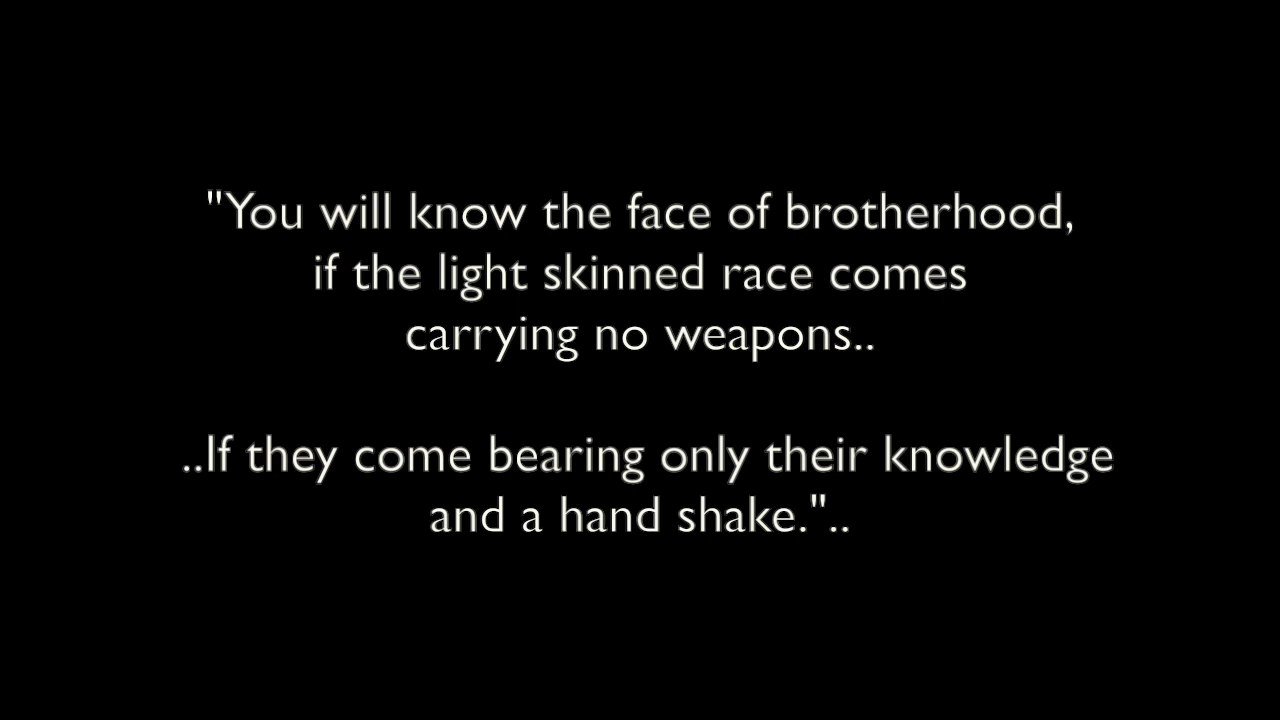 "You will know the face of brotherhood,
if the light skinned race comes
carrying no weapons..
..If they come bearing only their knowledge
and a hand shake."..